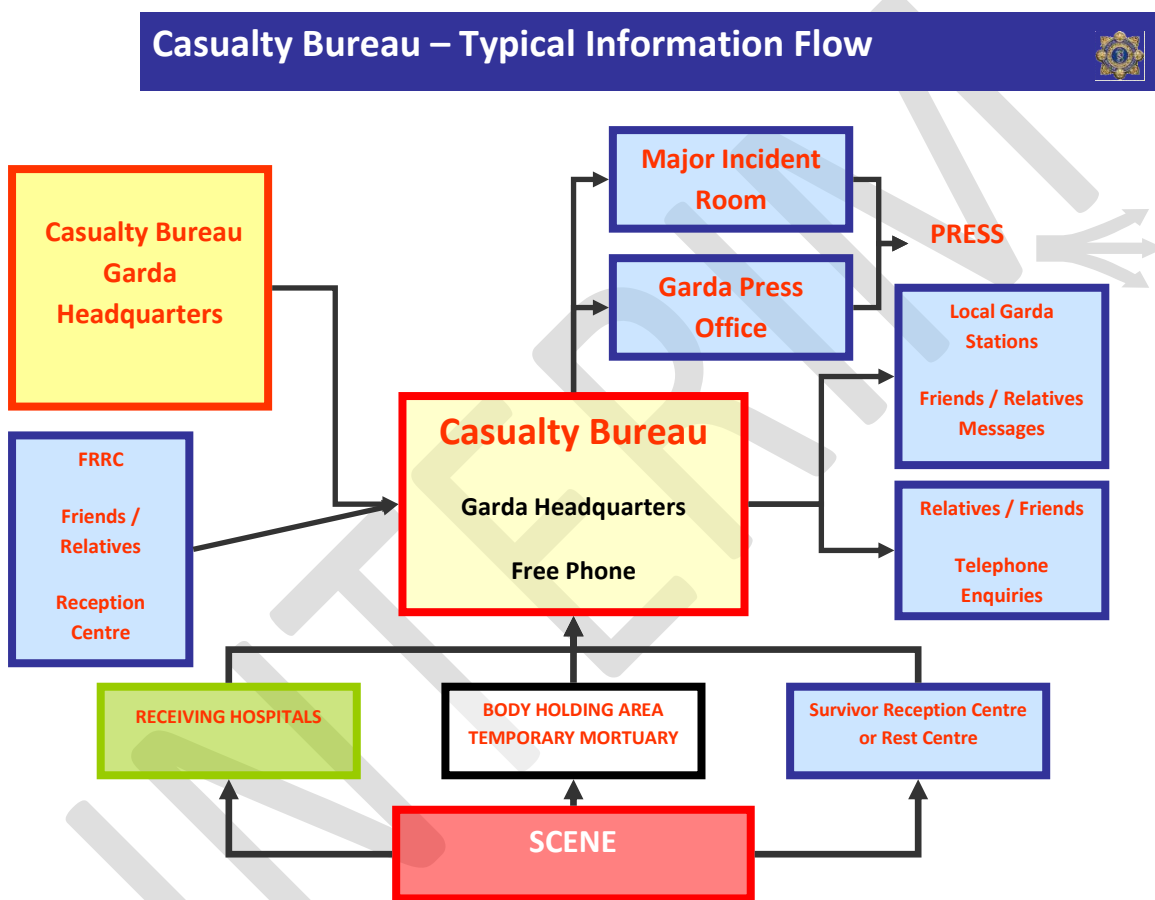 Casualty Bureau – Typical Information Flow
Major Incident
Room
Casualty Bureau
Garda
Headquarters
PRESS
Garda Press
Office
Local Garda
Stations
Friends / Relatives
Messages
Casualty Bureau
Garda Headquarters
Free Phone
FRRC
Friends /
Relatives
Reception
Centre
Relatives / Friends
Telephone
Enquiries
RECEIVING HOSPITALS
BODY HOLDING AREA
TEMPORARY MORTUARY
Survivor Reception Centre
or Rest Centre
SCENE
INTERIM